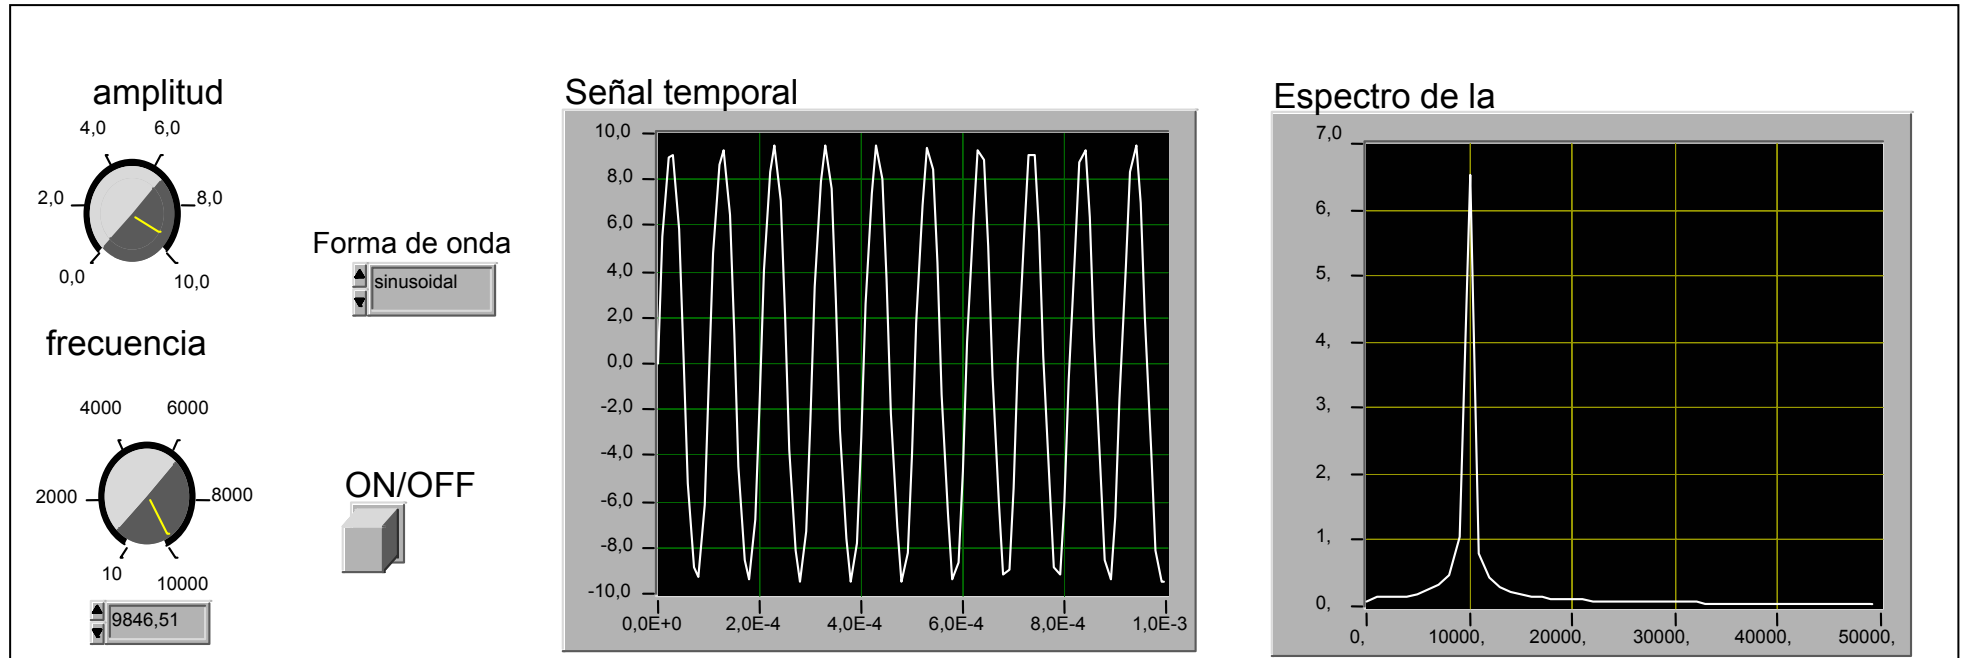 amplitud
4,0 6,0
2,0 8,0
0,0 10,0
frecuencia
4000 6000
2000 8000
10 10000
9846,51
Forma de onda
sinusoidal
ON/OFF
Señal temporal
10,0
8,0
6,0
4,0
2,0
0,0
-2,0
-4,0
-6,0
-8,0
-10,0
0,0E+0 2,0E-4 4,0E-4 6,0E-4 8,0E-4 1,0E-3
Espectro de la
7,0
6,
5,
4,
3,
2,
1,
0,
0, 10000, 20000, 30000, 40000, 50000,